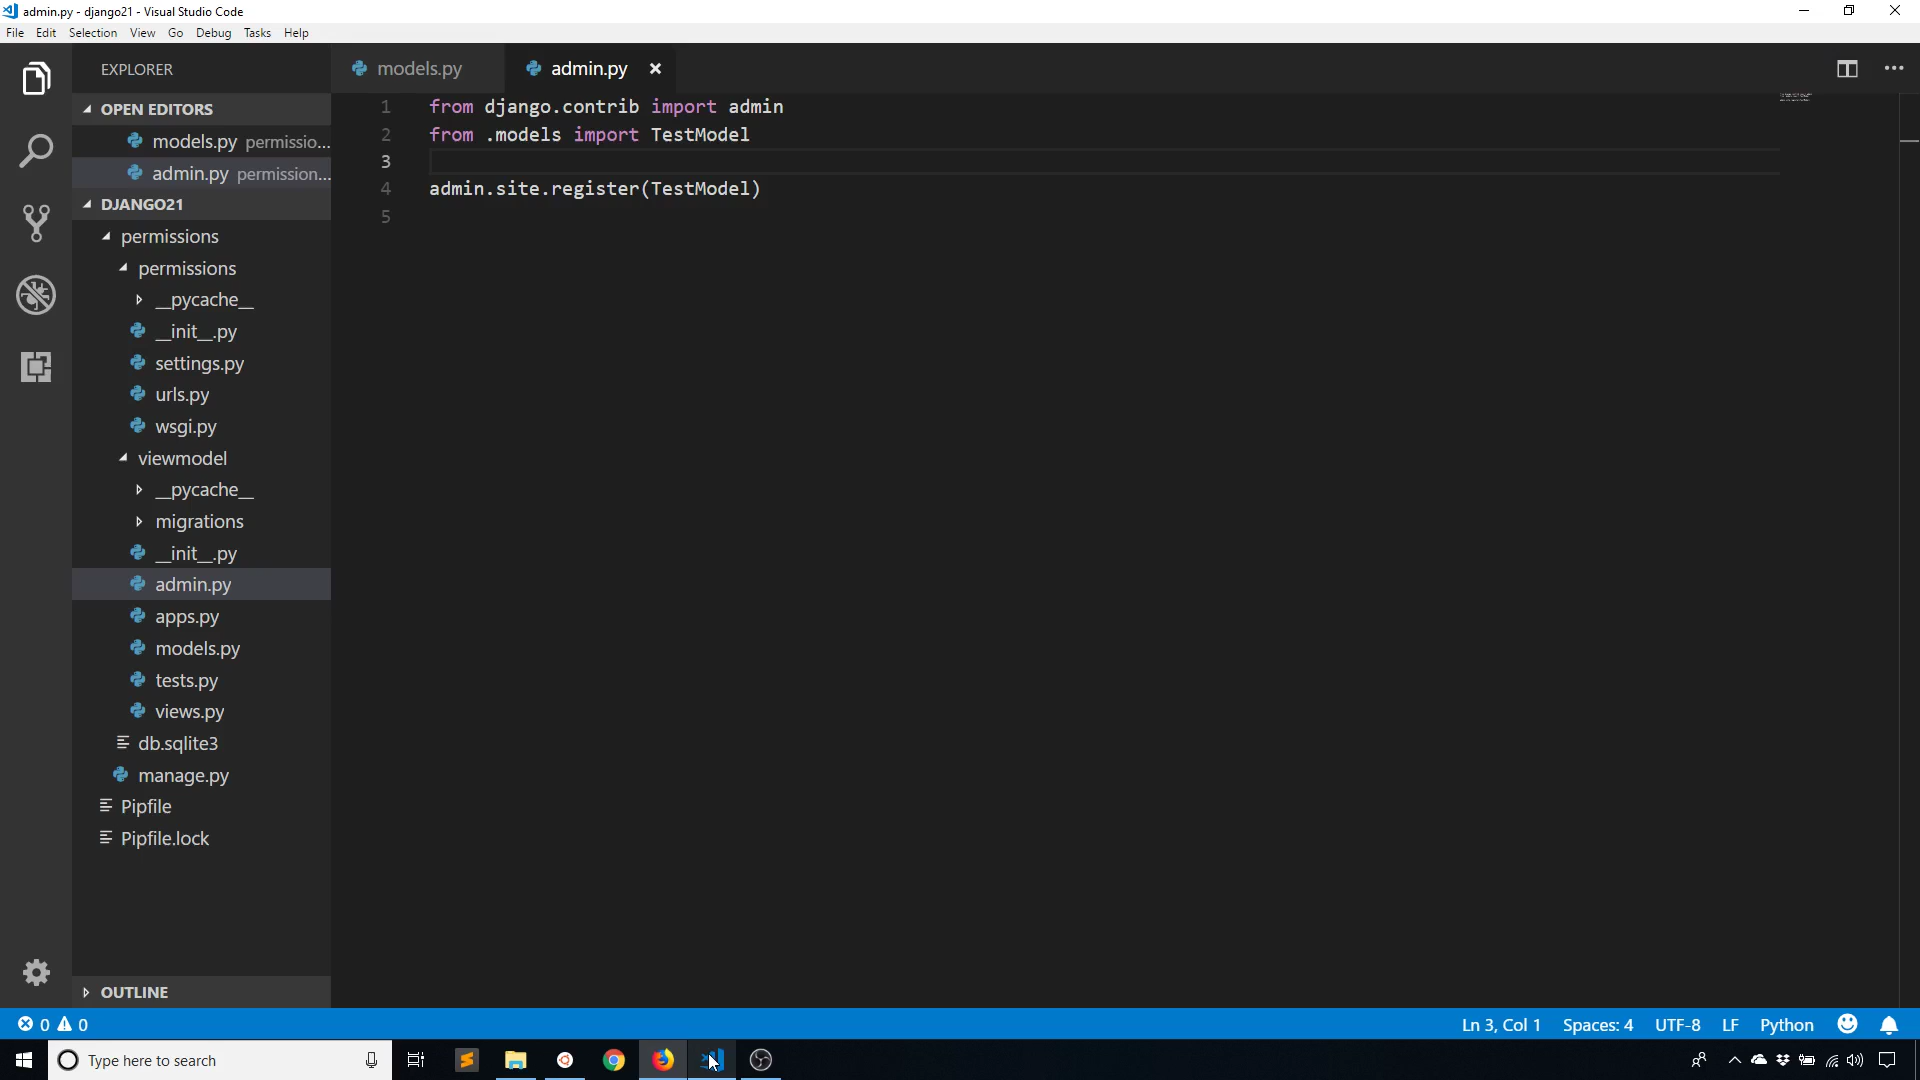 admin.py - django21 - Visual Studio Code
File Edit Selection View Go Debug Tasks Help
EXPLORER
models.py
admin.py
OPEN EDITORS
models.py permissio...
admin.py permission...
DJANGO21
permissions
permissions
__pycache__
__init__.py
settings.py
urls.py
wsgi.py
viewmodel
__pycache__
migrations
__init__.py
admin.py
apps.py
models.py
tests.py
views.py
db.sqlite3
manage.py
Pipfile
Pipfile.lock
OUTLINE
1 from django.contrib import admin
2 from .models import TestModel
3
4 admin.site.register(TestModel)
5
0 0
Ln 3, Col 1 Spaces: 4 UTF-8 LF Python
Type here to search